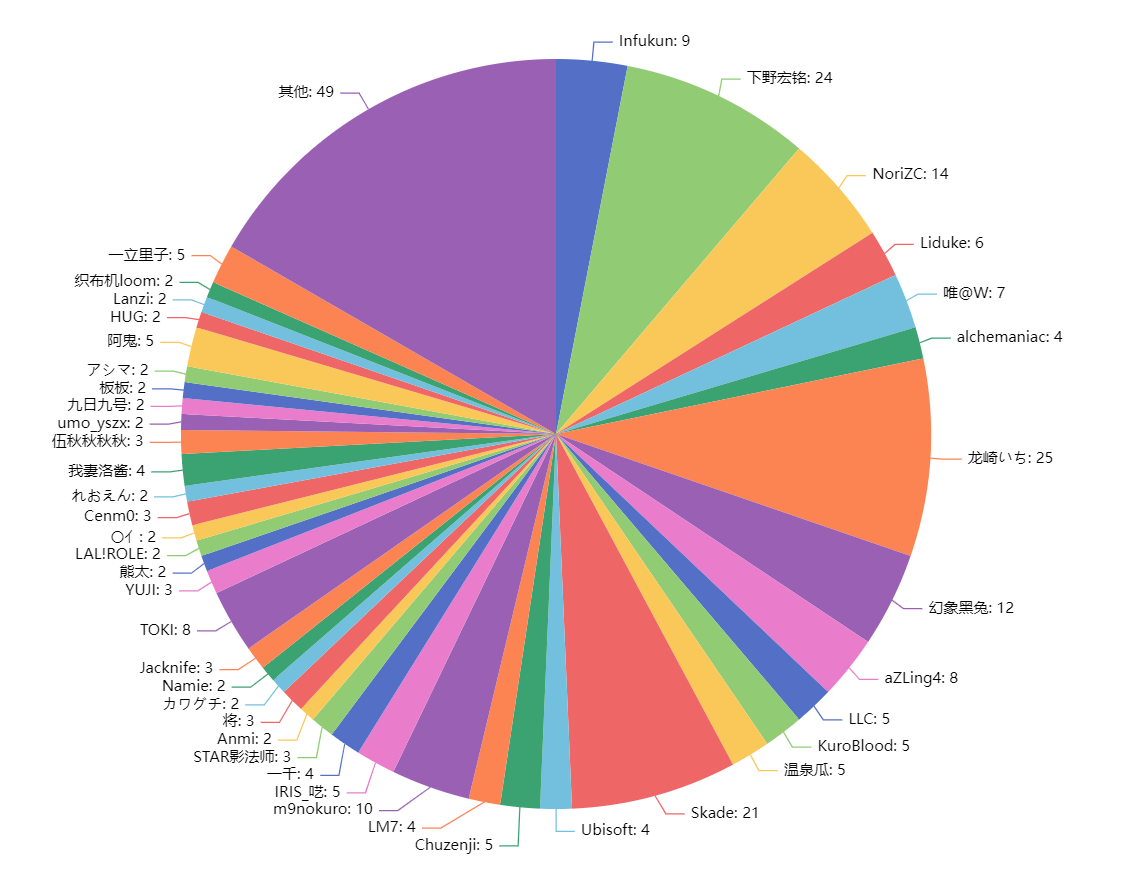 Infukun: 9
下野宏铭: 24
NoriZC: 14
Liduke: 6
唯@W: 7
alchemaniac: 4
龙崎いち: 25
幻象黑兔: 12
aZLing4: 8
LLC: 5
KuroBlood: 5
温泉瓜: 5
Skade: 21
Ubisoft: 4
Chuzenji: 5
LM7: 4
m9nokuro: 10
IRIS_呓: 5
一千: 4
STAR影法师: 3
Anmi: 2
将: 3
カワグチ: 2
Namie: 2
Jacknife: 3
TOKI: 8
YUJI: 3
熊太: 2
LAL!ROLE: 2
〇イ: 2
Cenm0: 3
れおえん: 2
我妻洛酱: 4
伍秋秋秋秋: 3
umo_yszx: 2
九日九号: 2
板板: 2
アシマ: 2
阿鬼: 5
HUG: 2
Lanzi: 2
织布机loom: 2
一立里子: 5
其他: 49